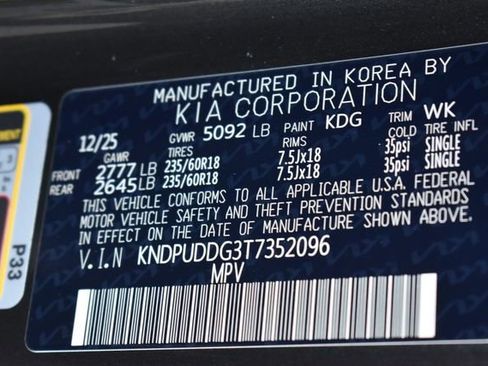 MANUFACTURED IN KOREA BY
KIA CORPORATION
12/25 GVWR 5092 LB PAINT KDG TRIM WK
GAWR TIRES RIMS COLD TIRE INFL
FRONT 2777 LB 235/60R18 7.5Jx18 35psi SINGLE
REAR 2645 LB 235/60R18 7.5Jx18 35psi SINGLE
THIS VEHICLE CONFORMS TO ALL APPLICABLE U.S.A. FEDERAL
MOTOR VEHICLE SAFETY AND THEFT PREVENTION STANDARDS
IN EFFECT ON THE DATE OF MANUFACTURE SHOWN ABOVE.
V.I.N KNDPUDDG3T7352096
MPV
P33